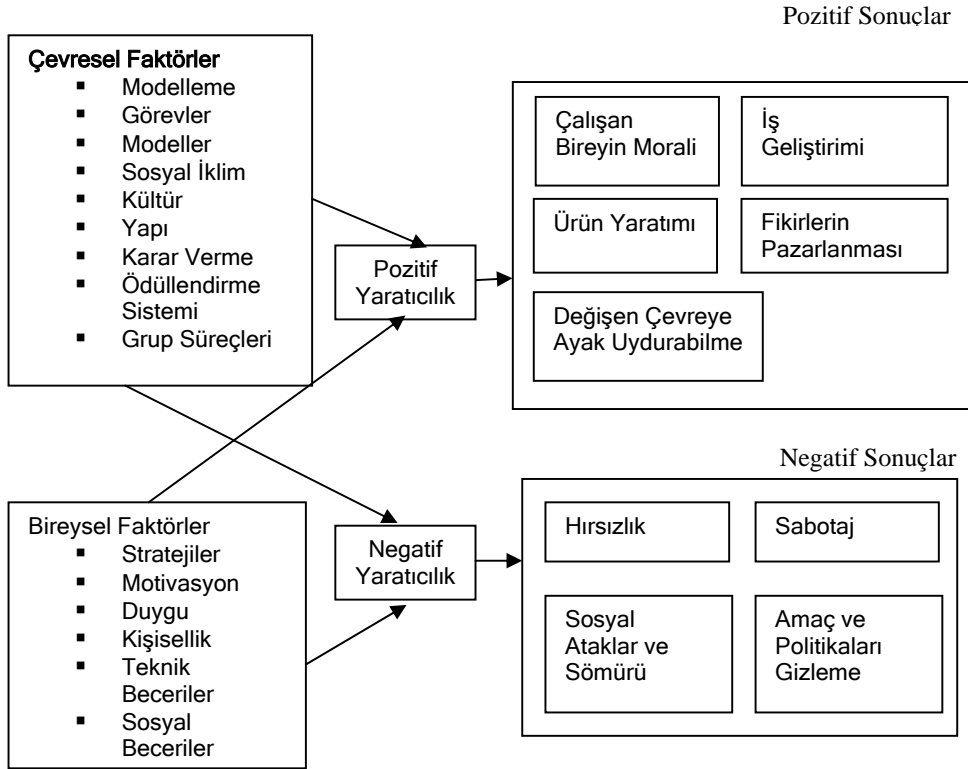 Pozitif Sonuçlar
Çevresel Faktörler
▪ Modelleme
▪ Görevler
▪ Modeller
▪ Sosyal İklim
▪ Kültür
▪ Yapı
▪ Karar Verme
▪ Ödüllendirme
Sistemi
▪ Grup Süreçleri
Bireysel Faktörler
▪ Stratejiler
▪ Motivasyon
▪ Duygu
▪ Kişisellik
▪ Teknik
Beceriler
▪ Sosyal
Beceriler
Pozitif
Yaratıcılık
Negatif
Yaratıcılık
Çalışan
Bireyin Morali
İş
Geliştirimi
Ürün Yaratımı
Fikirlerin
Pazarlanması
Değişen Çevreye
Ayak Uydurabilme
Negatif Sonuçlar
Hırsızlık
Sabotaj
Sosyal
Ataklar ve
Sömürü
Amaç ve
Politikaları
Gizleme